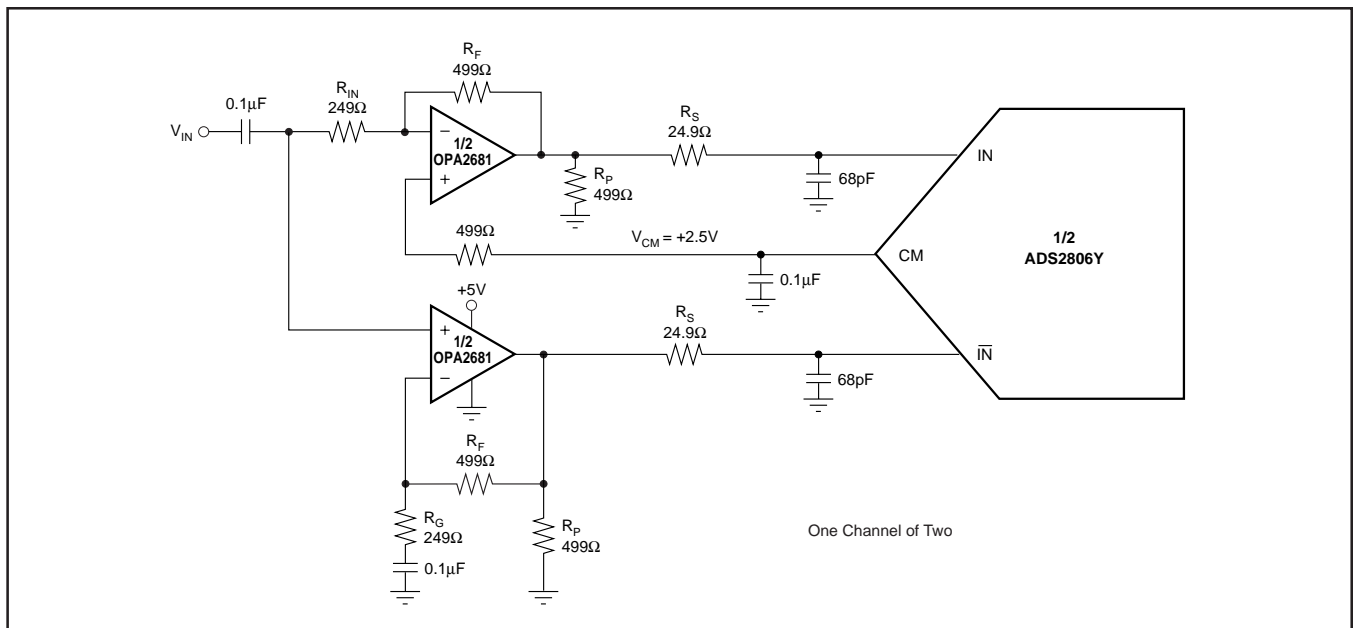 R_F
499Ω
0.1µF
R_IN
249Ω
V_IN
−
1/2
OPA2681
+
R_P
499Ω
R_S
24.9Ω
68pF
IN
499Ω
V_CM = +2.5V
0.1µF
CM
1/2
ADS2806Y
+5V
+
1/2
OPA2681
−
R_S
24.9Ω
68pF
I̅N̅
R_F
499Ω
R_G
249Ω
0.1µF
R_P
499Ω
One Channel of Two